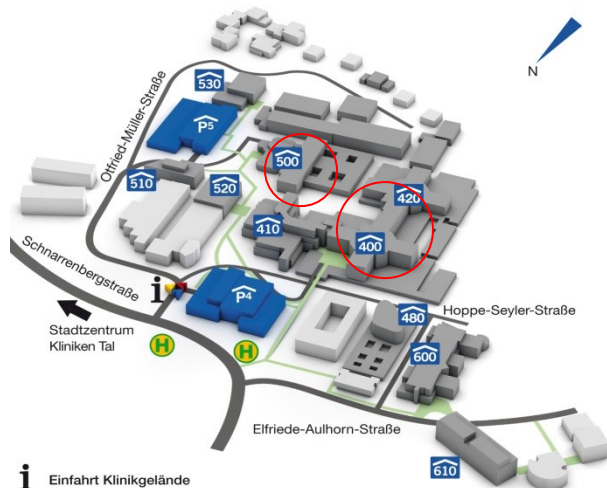 N
530
P5
Otfried-Müller-Straße
500
510
520
420
410
400
Schnarrenbergstraße
i
P4
Stadtzentrum
Kliniken Tal
Hoppe-Seyler-Straße
480
H
H
600
Elfriede-Aulhorn-Straße
610
i Einfahrt Klinikgelände